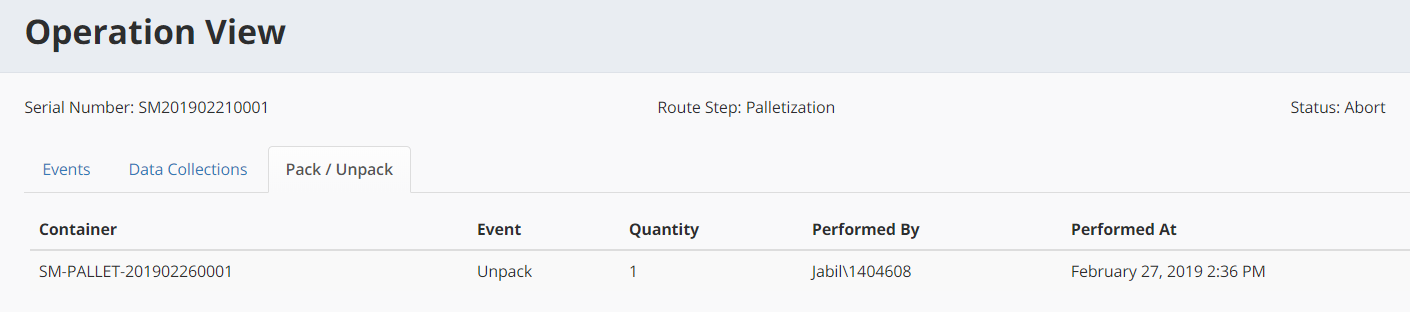 Operation View
Serial Number: SM201902210001 Route Step: Palletization Status: Abort
Events Data Collections Pack / Unpack
Container Event Quantity Performed By Performed At
SM-PALLET-201902260001 Unpack 1 Jabil\1404608 February 27, 2019 2:36 PM